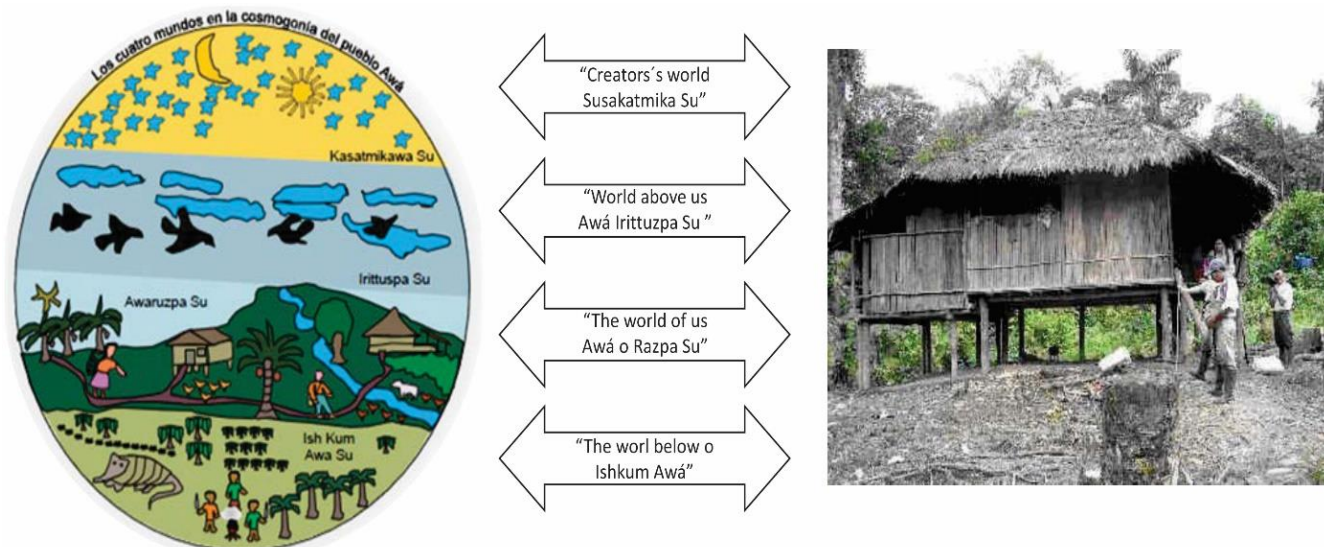 Los cuatro mundos en la cosmogonía del pueblo Awá
Kasatmikawa Su
Irittuspa Su
Awaruzpa Su
Ish Kum
Awa Su
“Creators´s world
Susakatmika Su”
“World above us
Awá Irittuzpa Su ”
“The world of us
Awá o Razpa Su”
“The worl below o
Ishkum Awá”